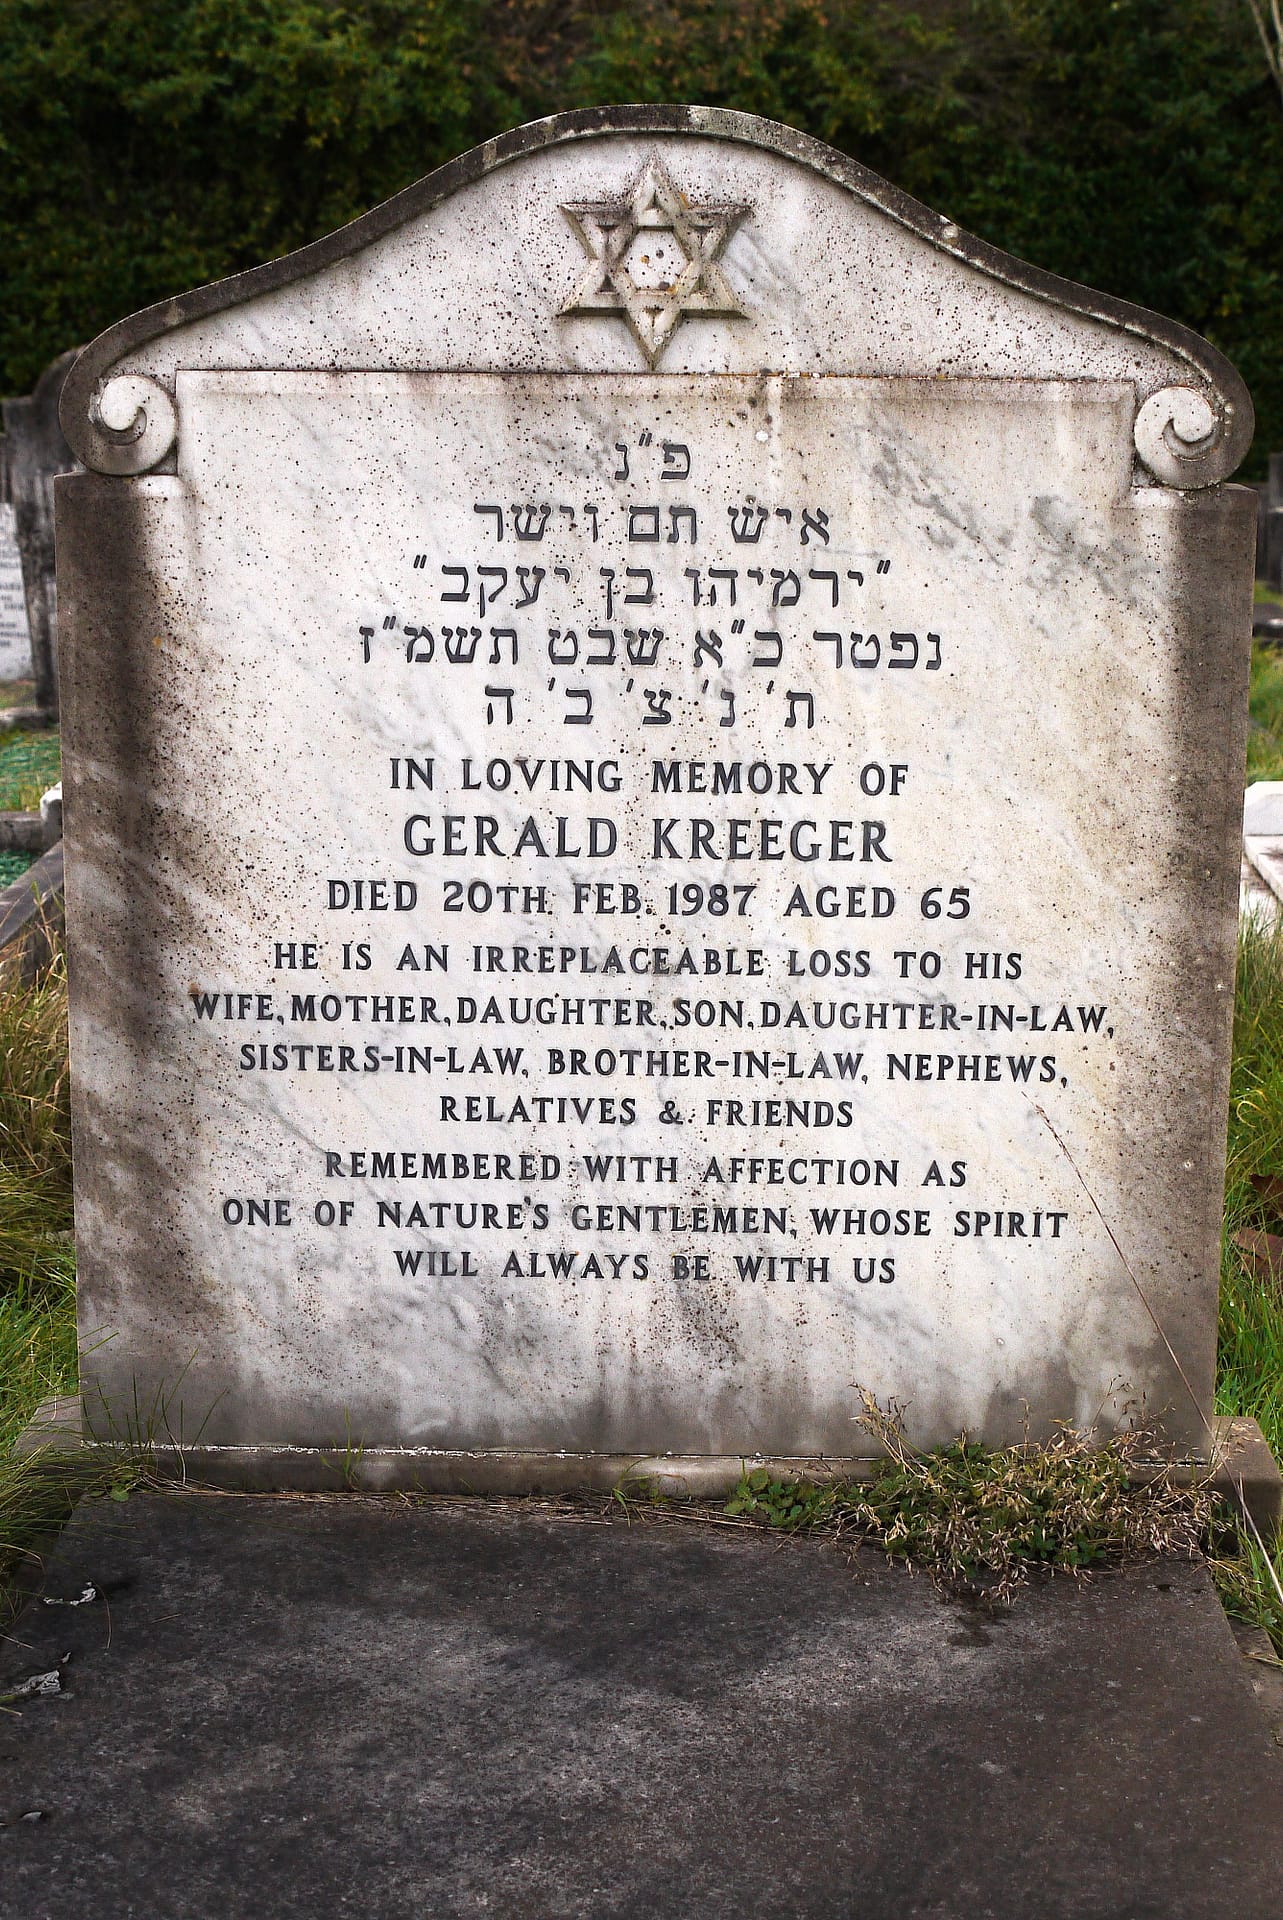 פ"נ
איש תם וישר
"ירמיהו בן יעקב"
נפטר כ"א שבט תשמ"ז
ת' נ' צ' ב' ה
IN LOVING MEMORY OF
GERALD KREEGER
DIED 20TH FEB. 1987 AGED 65
HE IS AN IRREPLACEABLE LOSS TO HIS
WIFE, MOTHER, DAUGHTER, SON, DAUGHTER-IN-LAW,
SISTERS-IN-LAW, BROTHER-IN-LAW, NEPHEWS,
RELATIVES & FRIENDS
REMEMBERED WITH AFFECTION AS
ONE OF NATURE'S GENTLEMEN, WHOSE SPIRIT
WILL ALWAYS BE WITH US